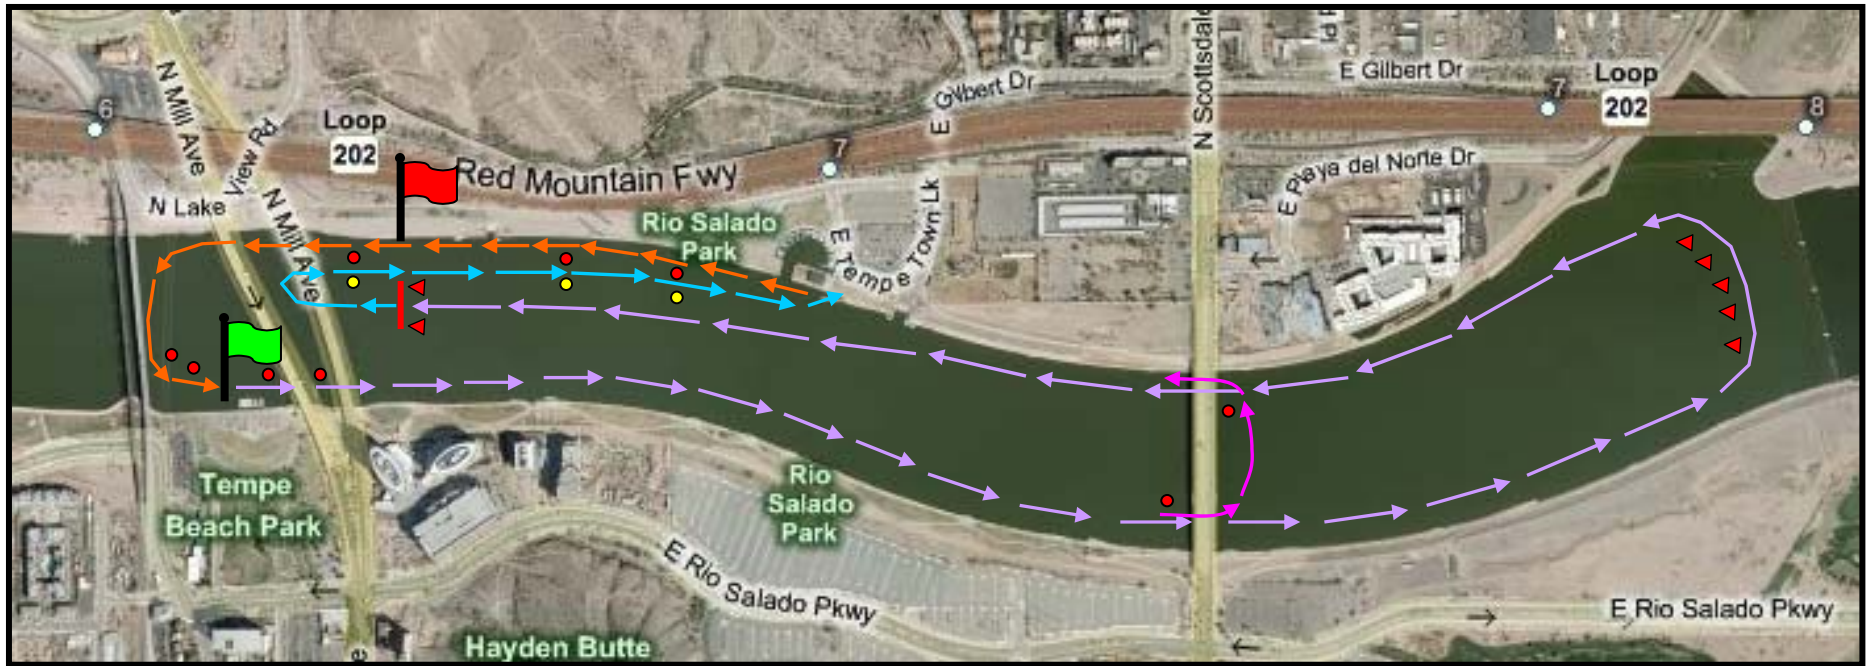 6
N Mill Ave
N Lake
View Rd
N Mill Ave
Loop
202
Red Mountain Fwy
7
E Gilbert Dr
N Scottsdale
E Gilbert Dr
7
Loop
202
8
Rio Salado
Park
E Tempe Town Lk
E Playa del Norte Dr
Tempe
Beach Park
Rio
Salado
Park
E Rio Salado Pkwy
E Rio Salado Pkwy
Hayden Butte